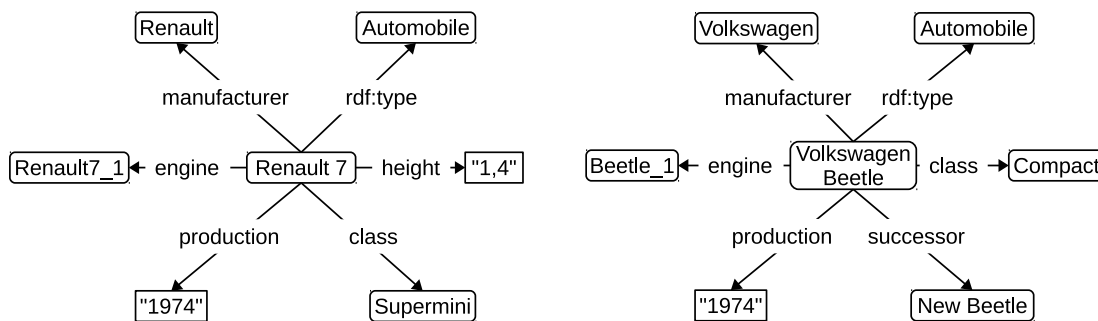 Renault
Automobile
manufacturer
rdf:type
Renault7_1
engine
Renault 7
height
"1,4"
production
class
"1974"
Supermini
Volkswagen
Automobile
manufacturer
rdf:type
Beetle_1
engine
Volkswagen
Beetle
class
Compact
production
successor
"1974"
New Beetle